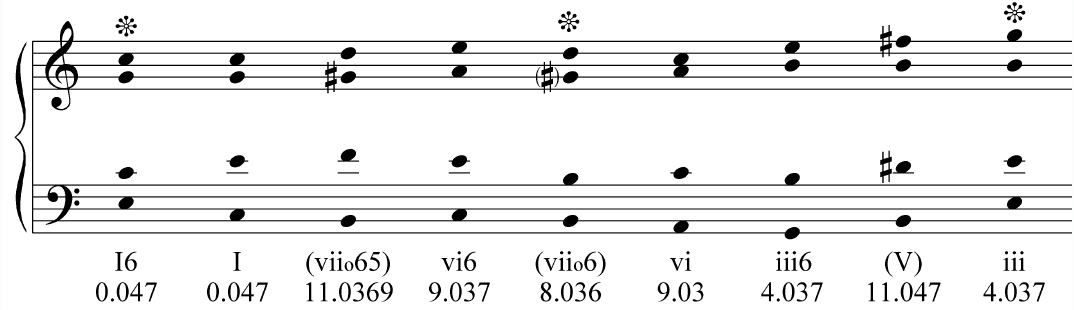 I6 I (viio65) vi6 (viio6) vi iii6 (V) iii
0.047 0.047 11.0369 9.037 8.036 9.03 4.037 11.047 4.037